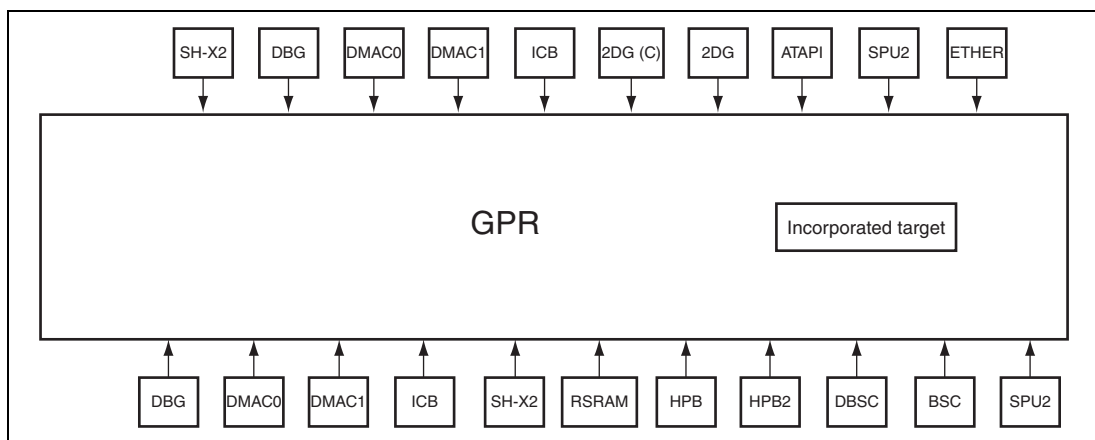 SH-X2 DBG DMAC0 DMAC1 ICB 2DG (C) 2DG ATAPI SPU2 ETHER
GPR
Incorporated target
DBG DMAC0 DMAC1 ICB SH-X2 RSRAM HPB HPB2 DBSC BSC SPU2